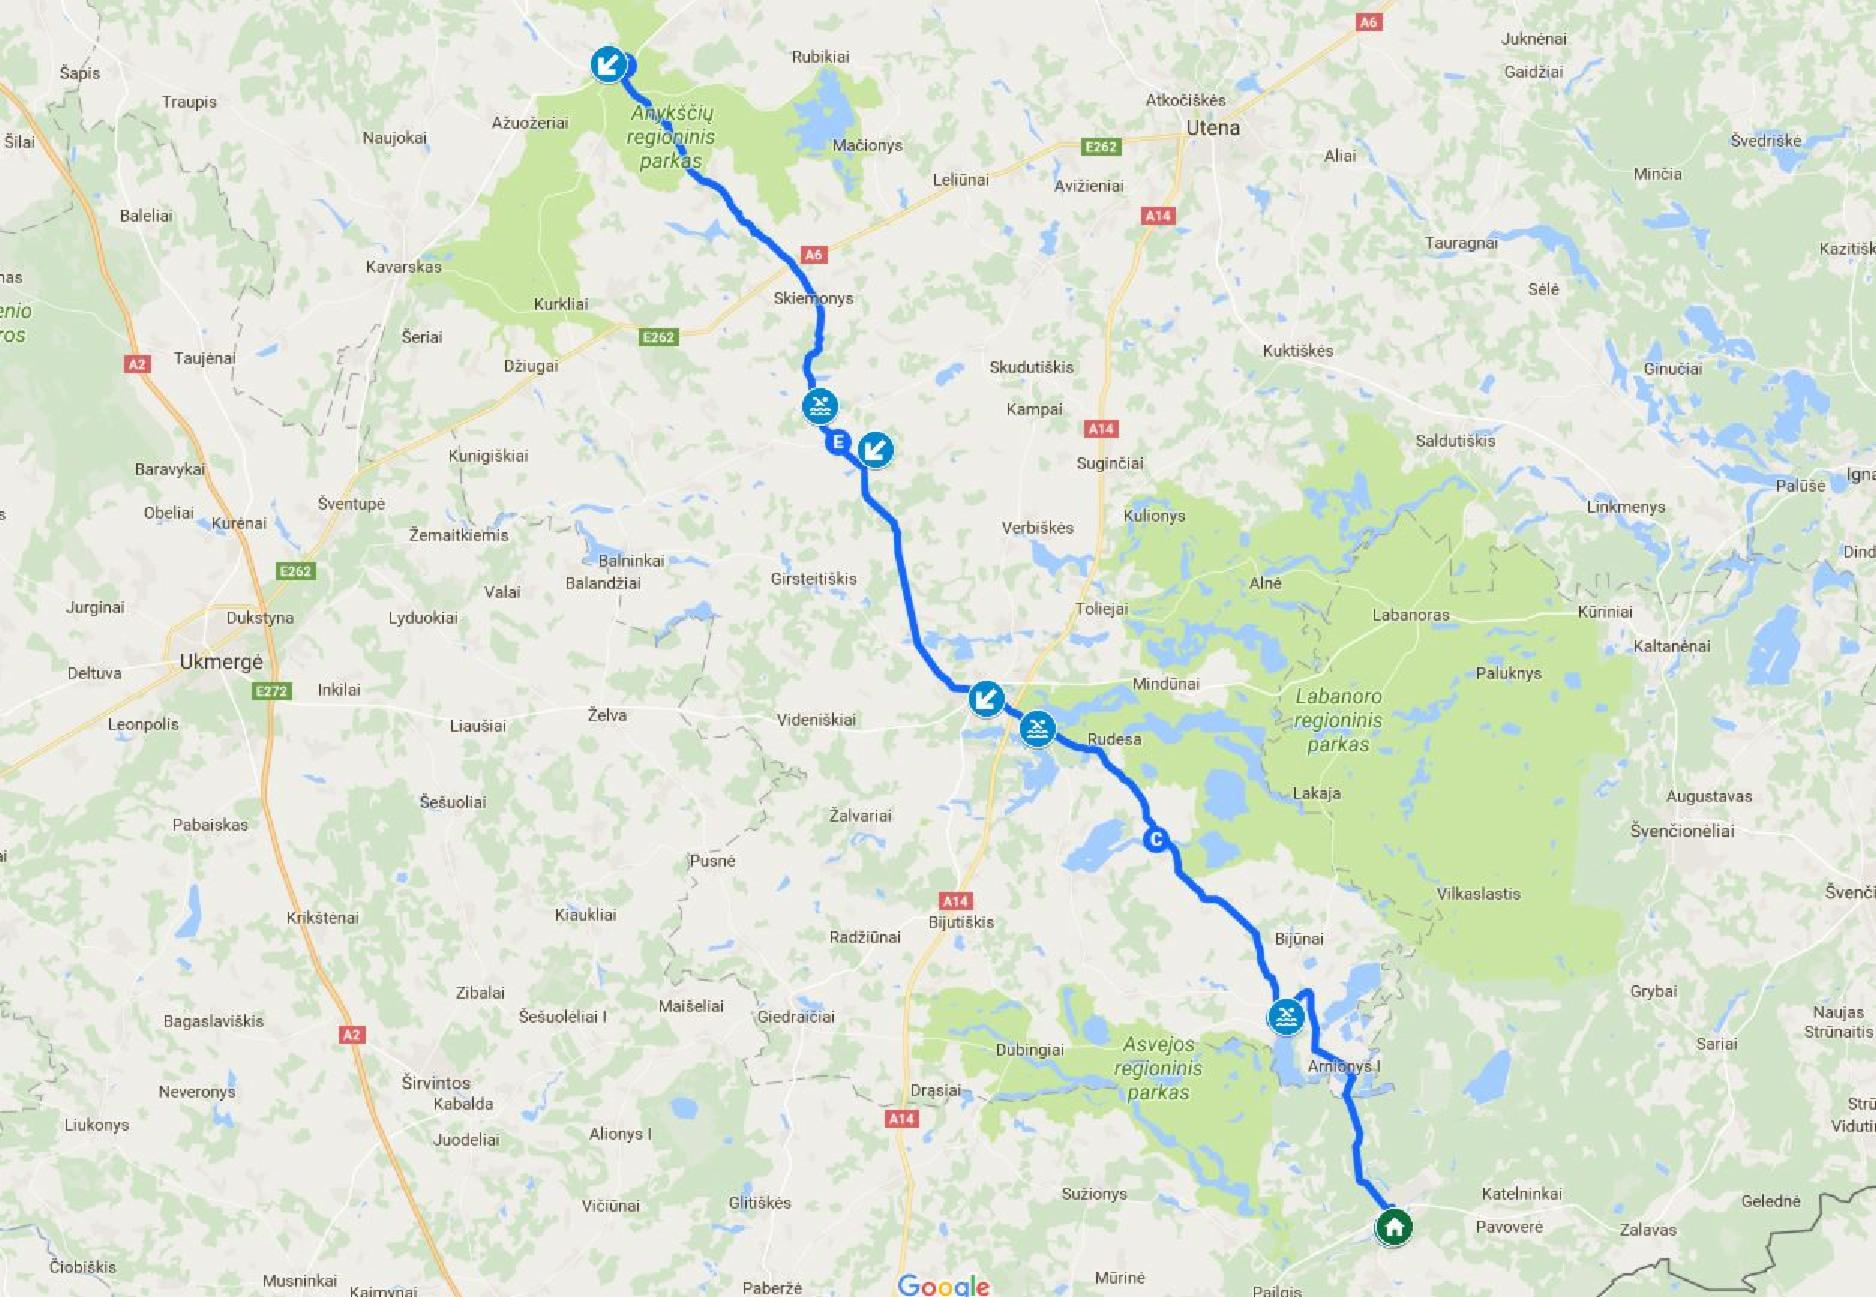 A6
Juknėnai
Rubikiai
Gaidžiai
Šapis
Traupis
Atkočiškės
Ažuožeriai
Anykščių
regioninis
parkas
Utena
Naujokai
Šilai
Mačionys
E262
Švedriškė
Aliai
Leliūnai
Avižieniai
Minčia
Baleliai
A14
Tauragnai
Kazitišk
A6
Kavarskas
nas
Sėlė
Skiemonys
Kurkliai
enio
ros
Šeriai
E262
Kuktiškės
Taujėnai
A2
Džiugai
Skudutiškis
Ginučiai
Kampai
A14
E
Saldutiškis
Kunigiškiai
Suginčiai
Baravykai
Igna
Palūšė
Šventupė
Linkmenys
Obeliai
Kurėnai
Kulionys
Verbiškės
Žemaitkiemis
Dind
Balninkai
E262
Girsteitiškis
Balandžiai
Alnė
Valai
Jurginai
Toliejai
Labanoras
Kūriniai
Dukstyna
Lyduokiai
Kaltanėnai
Ukmergė
Deltuva
Paluknys
Mindūnai
E272
Inkilai
Labanoro
regioninis
parkas
Želva
Videniškiai
Leonpolis
Liaušiai
Rudesa
Lakaja
Augustavas
Šešuoliai
Žalvariai
Pabaiskas
Švenčionėliai
C
Pusnė
Vilkaslastis
Švenči
A14
Kiaukliai
Krikštėnai
Bijutiškis
Radžiūnai
Bijūnai
Zibalai
Grybai
Maišeliai
Šešuolėliai I
Giedraičiai
Bagaslaviškis
Naujas
Strūnaitis
A2
Asvejos
regioninis
parkas
Dubingiai
Sariai
Arnionys I
Širvintos
Neveronys
Drąsiai
Kabalda
Strū
Viduti
A14
Liukonys
Alionys I
Juodeliai
Sužionys
Katelninkai
Glitiškės
Vičiūnai
Gelednė
Pavoverė
Zalavas
Čiobiškis
Musninkai
Mūrinė
Google
Paberžė
Kaimynai
Pailgis